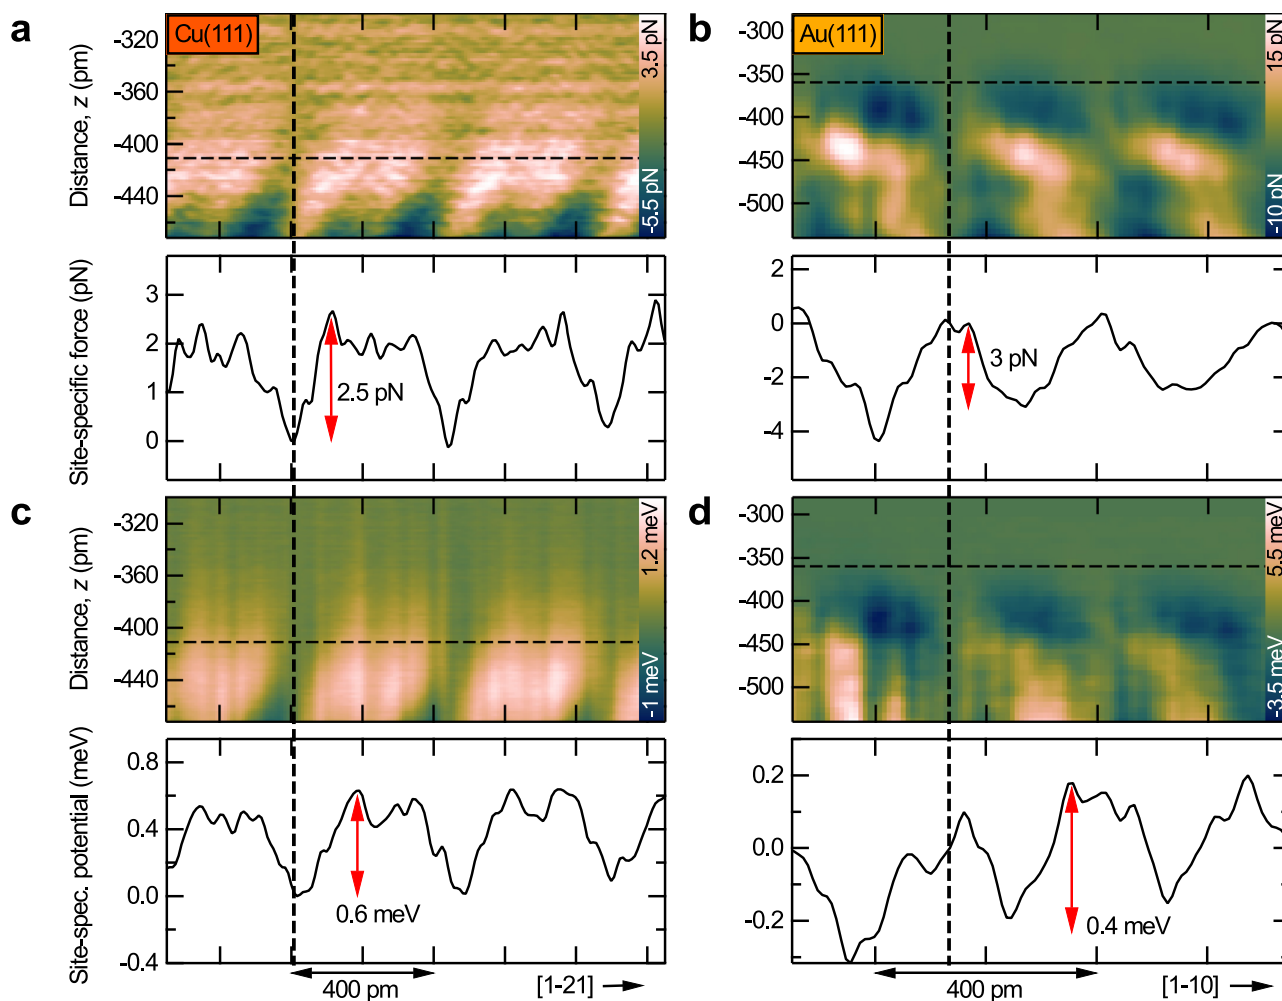 a
Cu(111)
Distance, z (pm)
-320
-360
-400
-440
3.5 pN
-5.5 pN
b
Au(111)
-300
-350
-400
-450
-500
15 pN
-10 pN
Site-specific force (pN)
3
2
1
0
2.5 pN
2
0
-2
-4
3 pN
c
Distance, z (pm)
-320
-360
-400
-440
1.2 meV
-1 meV
d
-300
-350
-400
-450
-500
5.5 meV
-3.5 meV
Site-spec. potential (meV)
0.8
0.4
0.0
-0.4
0.6 meV
0.2
0.0
-0.2
0.4 meV
400 pm
[1-21]
400 pm
[1-10]